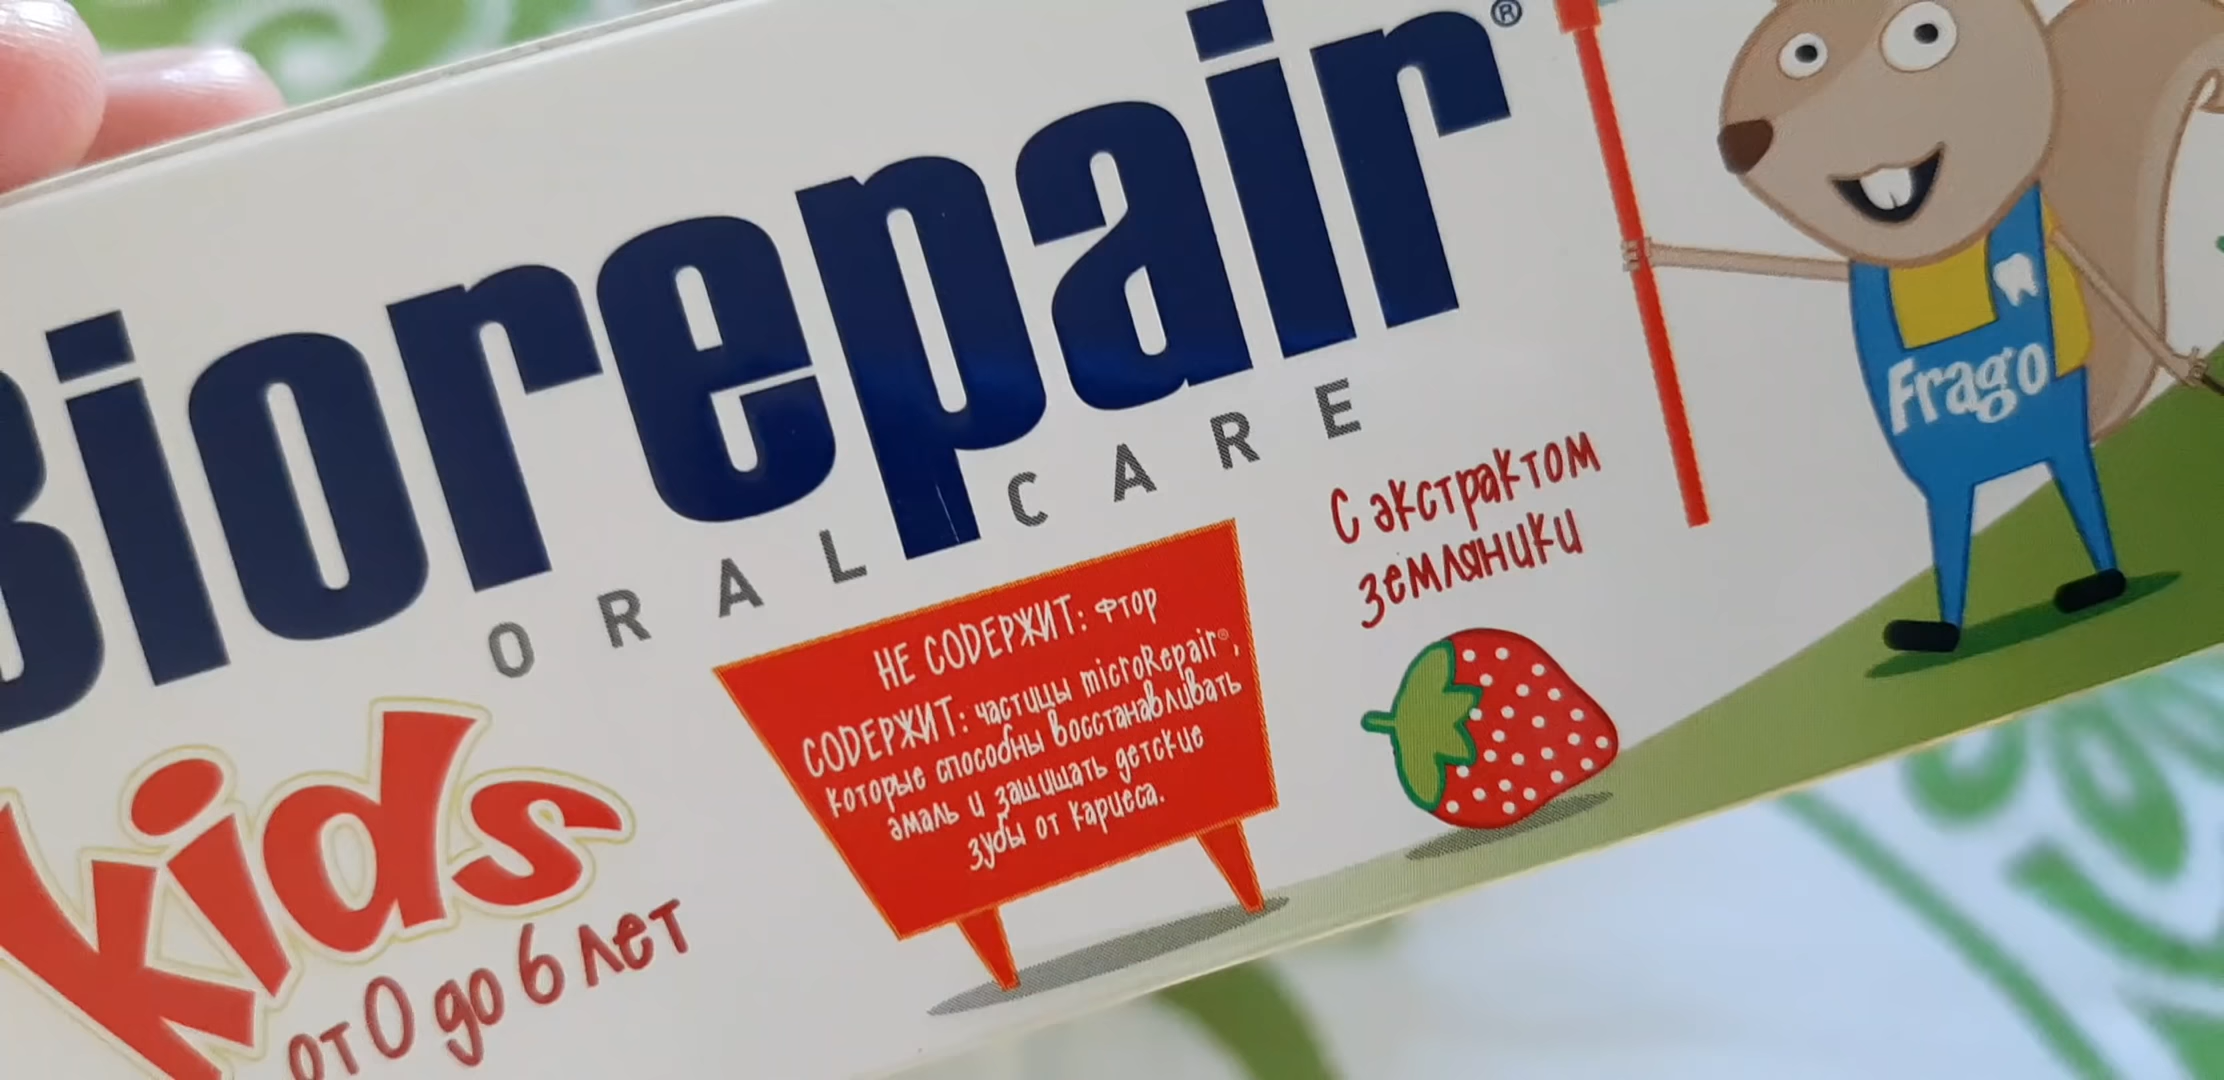 Biorepair®
ORAL CARE
Kids
от 0 до 6 лет
НЕ СОДЕРЖИТ: фтор
СОДЕРЖИТ: частицы microRepair®,
которые способны восстанавливать
эмаль и защищать детские
зубы от кариеса.
С экстрактом
земляники
Frago